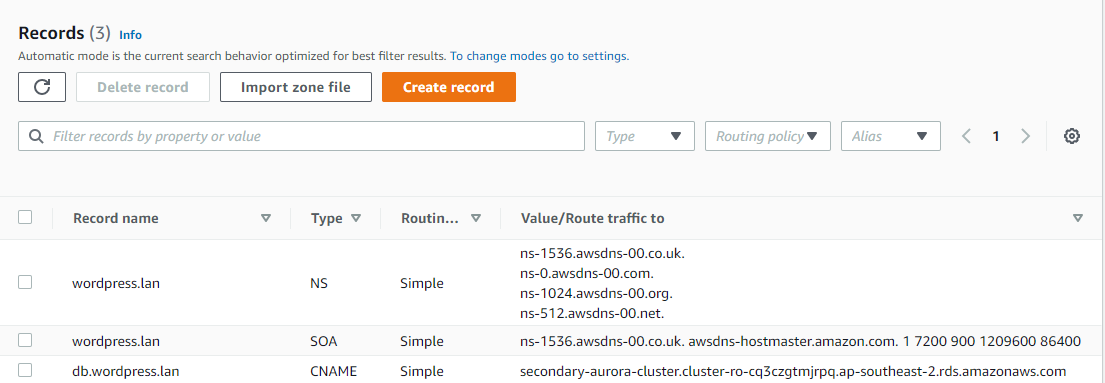 Records (3) Info
Automatic mode is the current search behavior optimized for best filter results. To change modes go to settings.
Delete record Import zone file Create record
Filter records by property or value Type Routing policy Alias 1
Record name Type Routin... Value/Route traffic to
ns-1536.awsdns-00.co.uk.
ns-0.awsdns-00.com.
wordpress.lan NS Simple
ns-1024.awsdns-00.org.
ns-512.awsdns-00.net.
wordpress.lan SOA Simple ns-1536.awsdns-00.co.uk. awsdns-hostmaster.amazon.com. 1 7200 900 1209600 86400
db.wordpress.lan CNAME Simple secondary-aurora-cluster.cluster-ro-cq3czgtmjrpq.ap-southeast-2.rds.amazonaws.com